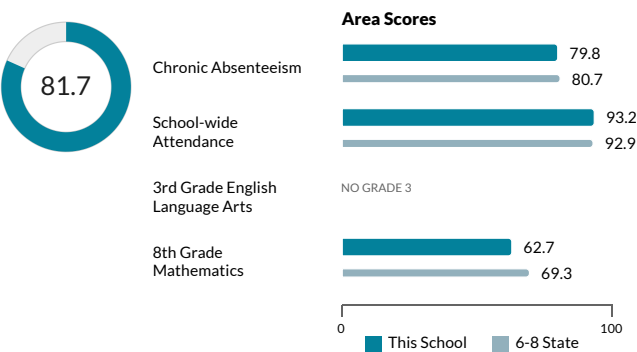 Area Scores
81.7
Chronic Absenteeism
79.8
80.7
School-wide
Attendance
93.2
92.9
3rd Grade English
Language Arts
NO GRADE 3
8th Grade
Mathematics
62.7
69.3
0
100
This School
6-8 State